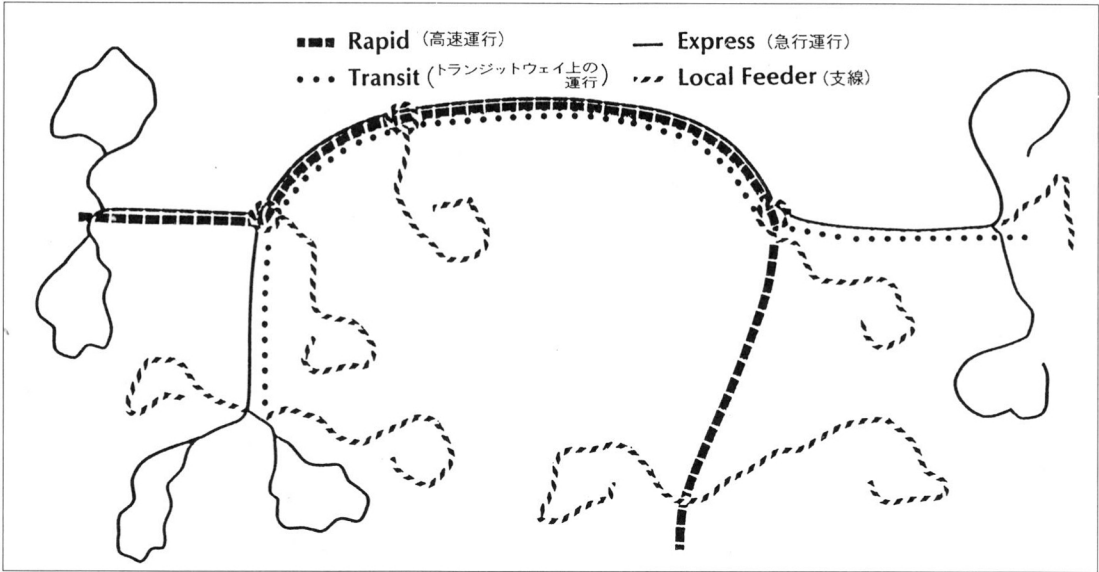 Rapid (高速運行)
Express (急行運行)
Transit (トランジットウェイ上の
運行)
Local Feeder (支線)